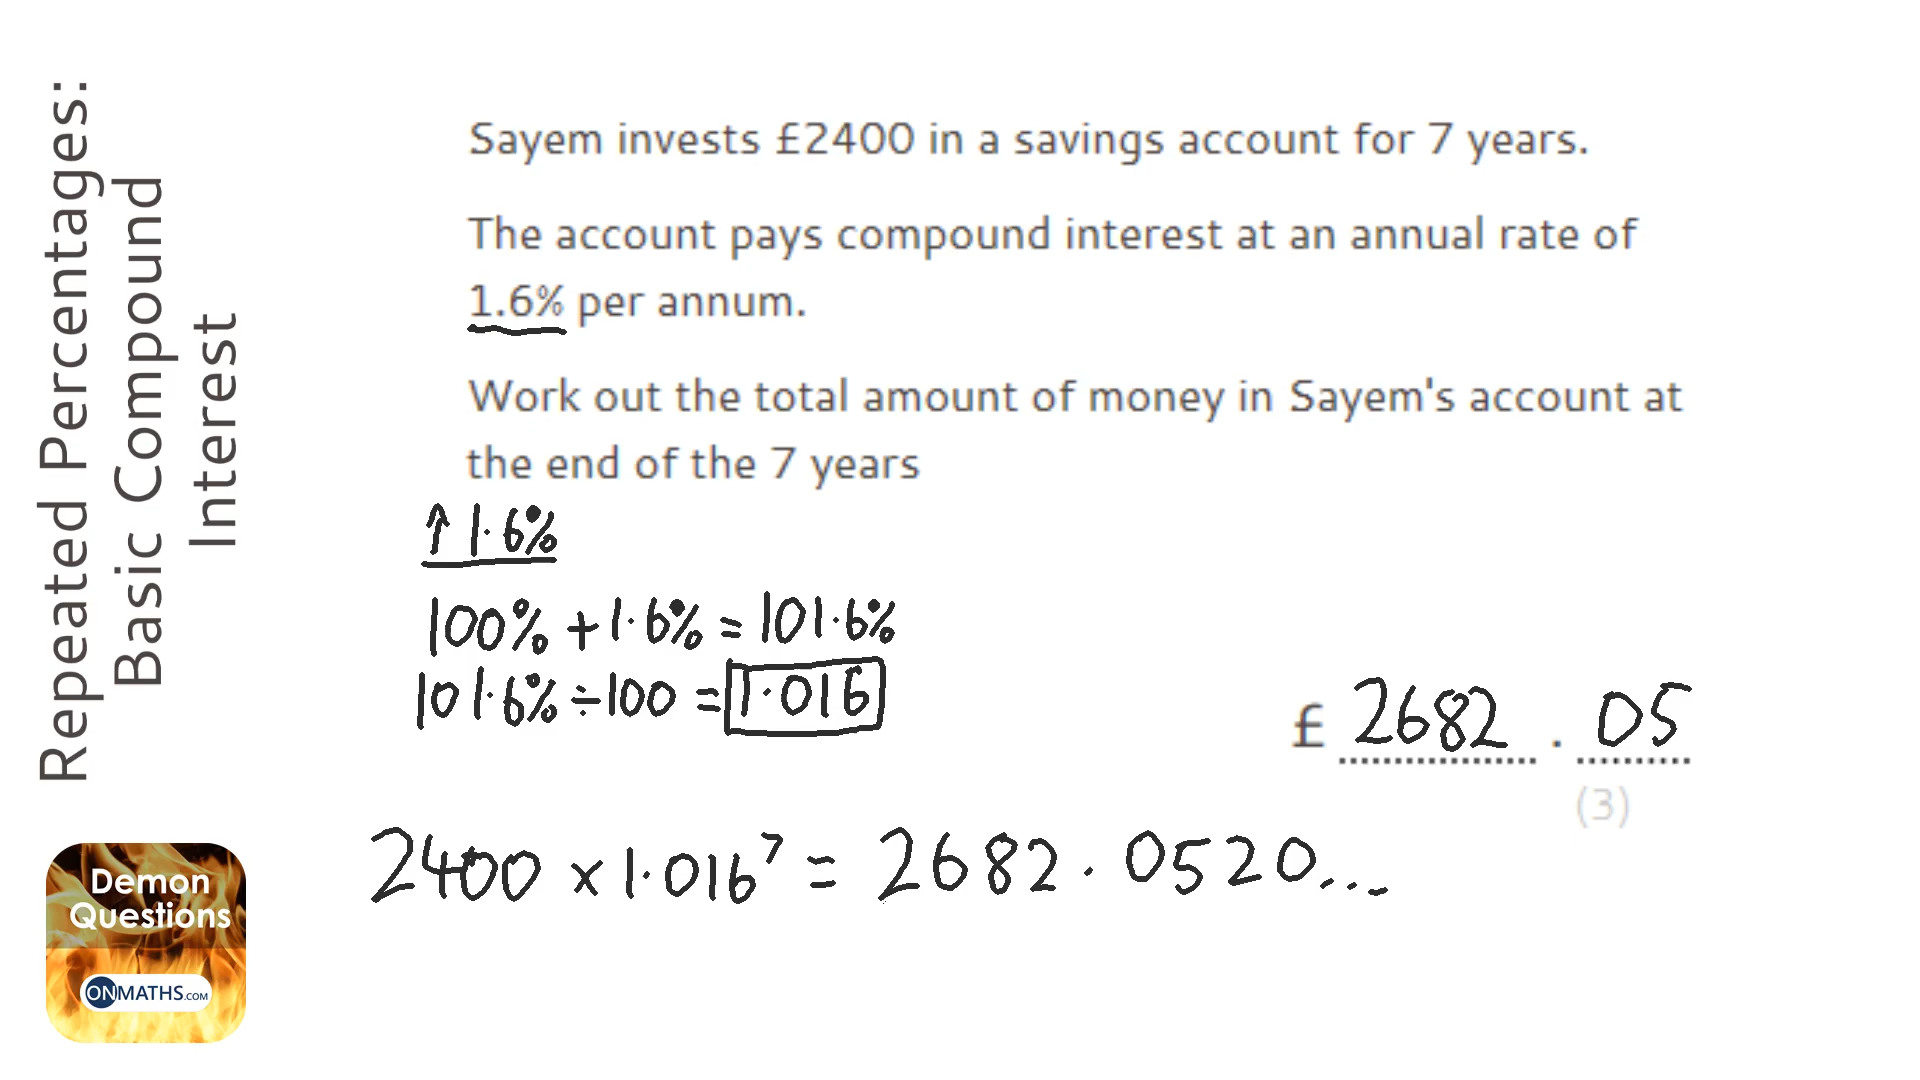 Repeated Percentages:
Basic Compound
Interest
Sayem invests £2400 in a savings account for 7 years.
The account pays compound interest at an annual rate of
1.6% per annum.
Work out the total amount of money in Sayem's account at
the end of the 7 years
↑ 1.6%
100% + 1.6% = 101.6%
101.6% ÷ 100 = 1.016
£ 2682 . 05
(3)
2400 × 1.016⁷ = 2682.0520...
Demon
Questions
ONMATHS.COM